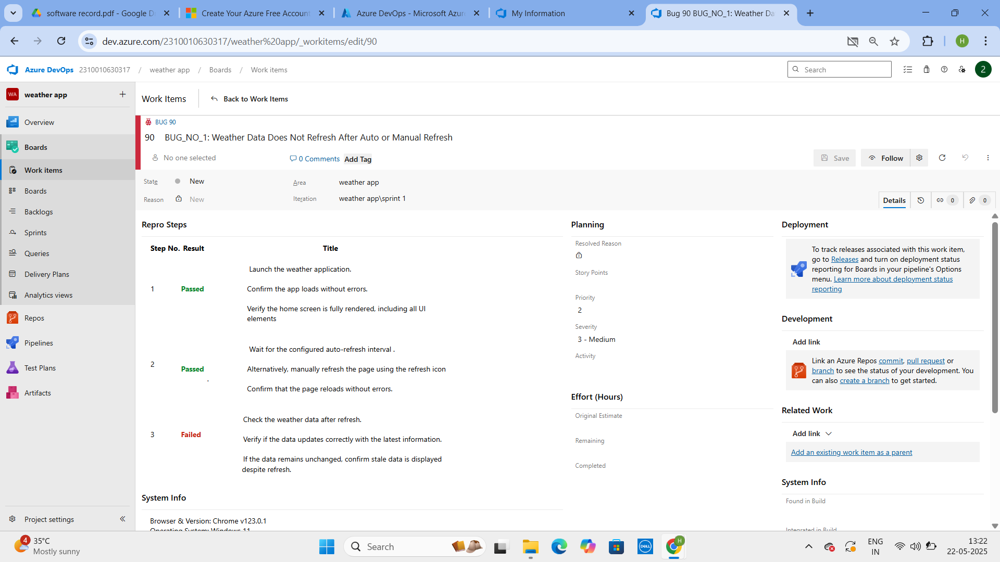 software record.pdf - Google Dr
Create Your Azure Free Account
Azure DevOps - Microsoft Azure
My Information
Bug 90 BUG_NO_1: Weather Da
dev.azure.com/2310010630317/weather%20app/_workitems/edit/90
H
Azure DevOps 2310010630317 / weather app / Boards / Work items
Search
2
WA weather app
Overview
Boards
Work items
Boards
Backlogs
Sprints
Queries
Delivery Plans
Analytics views
Repos
Pipelines
Test Plans
Artifacts
Project settings
Work Items
Back to Work Items
BUG 90
90 BUG_NO_1: Weather Data Does Not Refresh After Auto or Manual Refresh
No one selected
0 Comments
Add Tag
Save
Follow
State New
Area weather app
Reason New
Iteration weather app\sprint 1
Details
0
0
Repro Steps
Step No. Result Title
Launch the weather application.
1 Passed Confirm the app loads without errors.
Verify the home screen is fully rendered, including all UI
elements
Wait for the configured auto-refresh interval .
2
Passed Alternatively, manually refresh the page using the refresh icon
.
Confirm that the page reloads without errors.
Check the weather data after refresh.
3 Failed
Verify if the data updates correctly with the latest information.
If the data remains unchanged, confirm stale data is displayed
despite refresh.
System Info
Browser & Version: Chrome v123.0.1
Operating System: Windows 11
Planning
Resolved Reason
Story Points
Priority
2
Severity
3 - Medium
Activity
Effort (Hours)
Original Estimate
Remaining
Completed
Deployment
To track releases associated with this work item,
go to Releases and turn on deployment status
reporting for Boards in your pipeline's Options
menu. Learn more about deployment status
reporting
Development
Add link
Link an Azure Repos commit, pull request or
branch to see the status of your development. You
can also create a branch to get started.
Related Work
Add link
Add an existing work item as a parent
System Info
Found in Build
Integrated in Build
4
35°C
Mostly sunny
Search
DELL
H
ENG
IN
13:22
22-05-2025